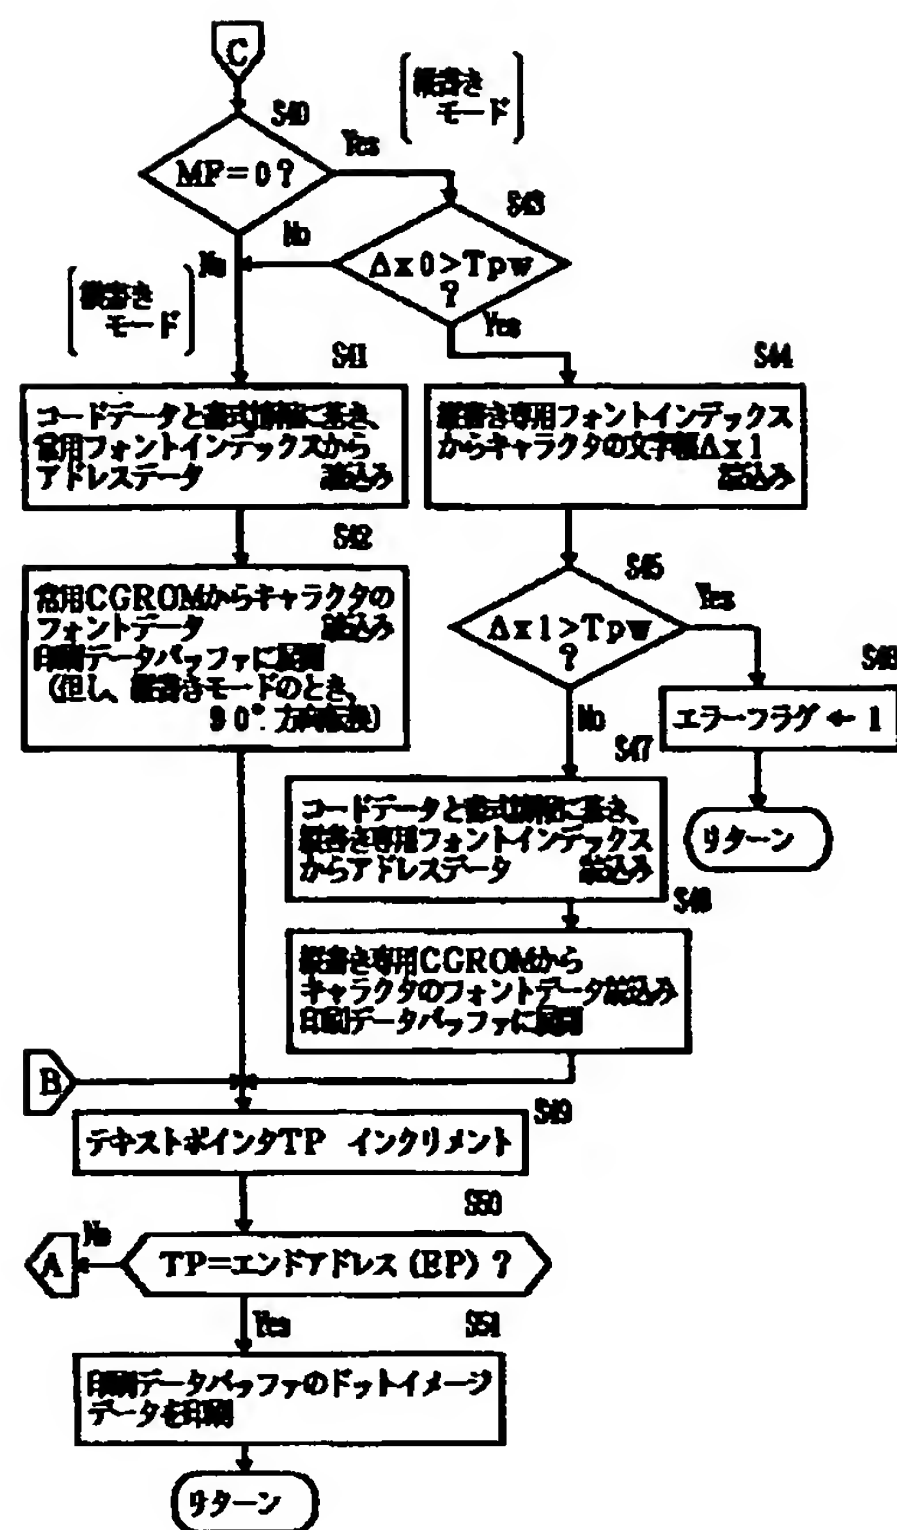 C
S40
縦書き
モード
MF=0?
Yes
S43
No
Δx0>Tpw
?
No
横書き
モード
Yes
S41
S44
コードデータと書式情報に基き、
常用フォントインデックスから
アドレスデータ 読込み
縦書き専用フォントインデックス
からキャラクタの文字幅Δx1
読込み
S42
常用CGROMからキャラクタの
フォントデータ 読込み
印刷データバッファに展開
(但し、縦書きモードのとき、
90°方向転換)
S45
Δx1>Tpw
?
Yes
エラーフラグ←1
No
S47
リターン
コードデータと書式情報に基き、
縦書き専用フォントインデックス
からアドレスデータ 読込み
S48
縦書き専用CGROMから
キャラクタのフォントデータ読込み
印刷データバッファに展開
B
S49
テキストポインタTP インクリメント
S50
No
A
TP=エンドアドレス(EP)?
Yes
S51
印刷データバッファのドットイメージ
データを印刷
リターン